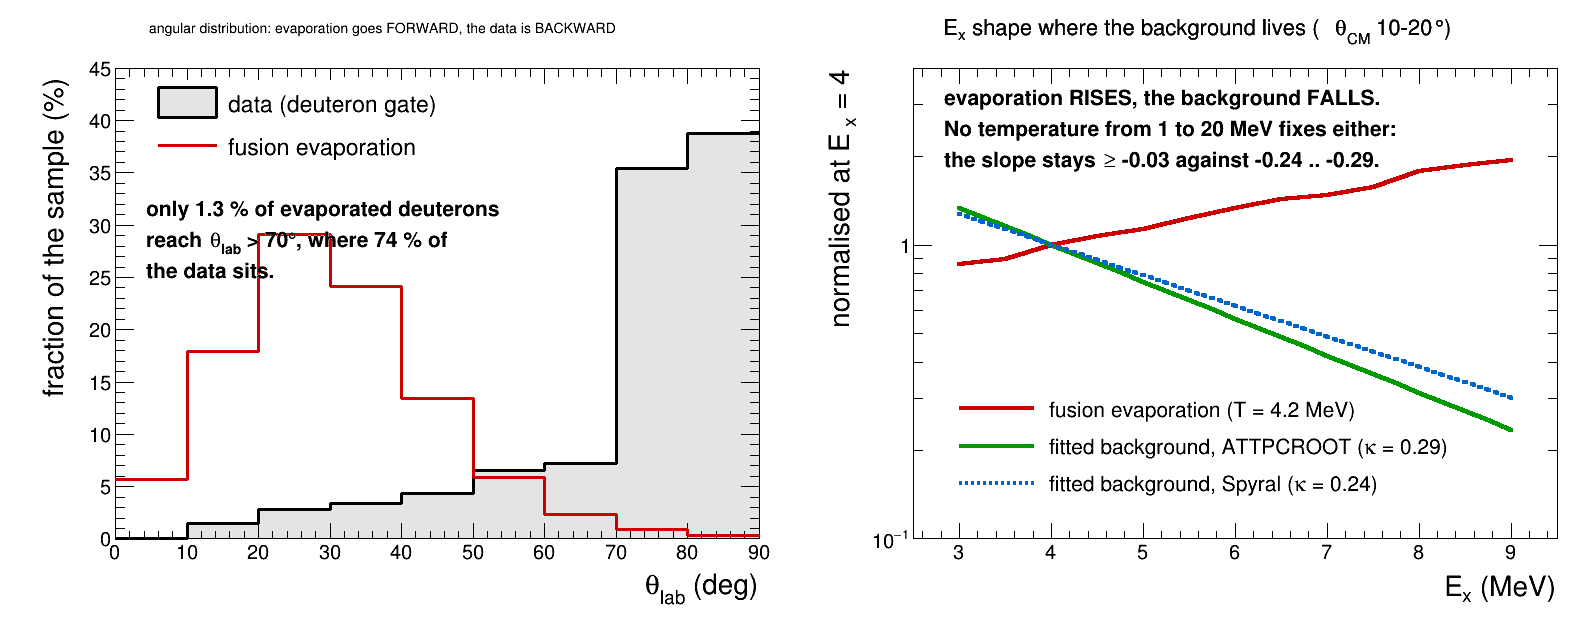 angular distribution: evaporation goes FORWARD, the data is BACKWARD
fraction of the sample (%)
45
40
35
30
25
20
15
10
5
0
data (deuteron gate)
fusion evaporation
only 1.3 % of evaporated deuterons
reach θlab > 70°, where 74 % of
the data sits.
0 10 20 30 40 50 60 70 80 90
θlab (deg)
Ex shape where the background lives ( θCM 10-20°)
normalised at Ex = 4
1
10−1
evaporation RISES, the background FALLS.
No temperature from 1 to 20 MeV fixes either:
the slope stays ≥ -0.03 against -0.24 .. -0.29.
fusion evaporation (T = 4.2 MeV)
fitted background, ATTPCROOT (κ = 0.29)
fitted background, Spyral (κ = 0.24)
3 4 5 6 7 8 9
Ex (MeV)